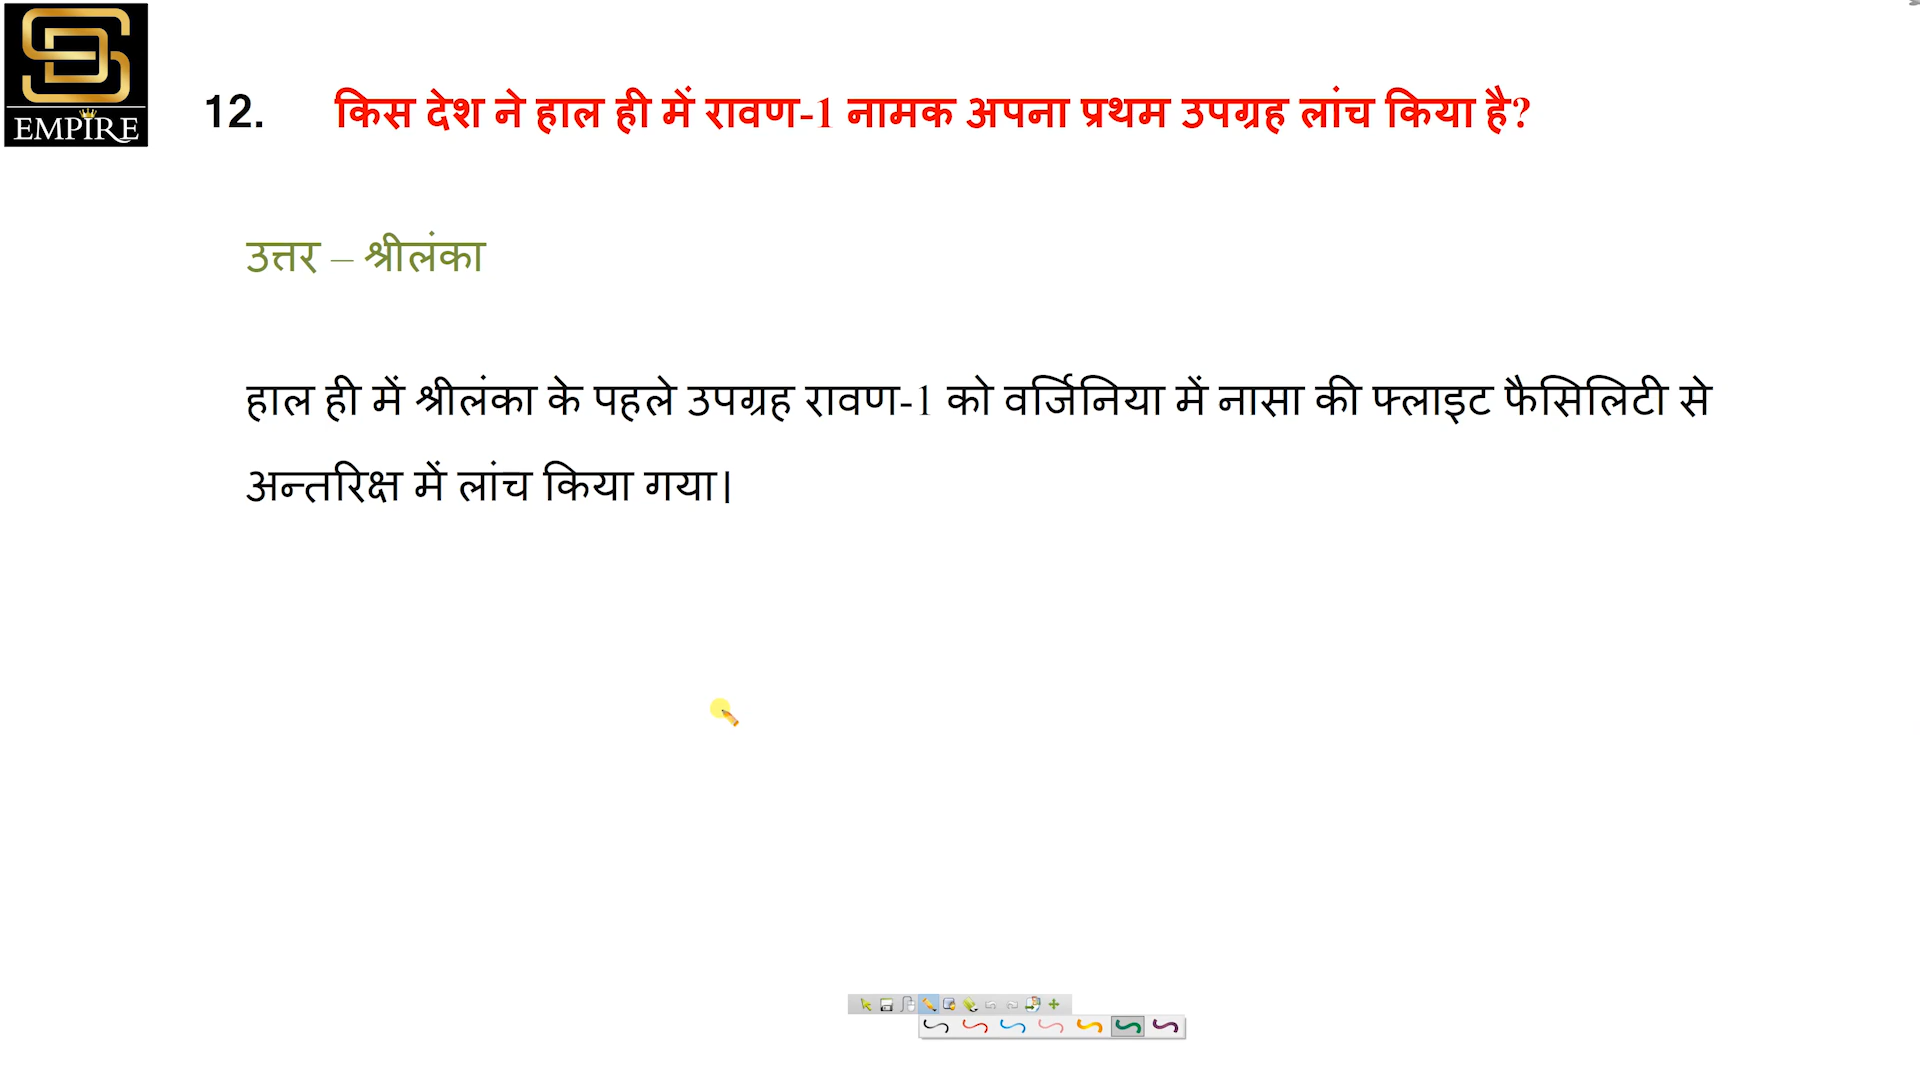 SD
EMPIRE
12. किस देश ने हाल ही में रावण-1 नामक अपना प्रथम उपग्रह लांच किया है?
उत्तर – श्रीलंका
हाल ही में श्रीलंका के पहले उपग्रह रावण-1 को वर्जिनिया में नासा की फ्लाइट फैसिलिटी से
अन्तरिक्ष में लांच किया गया।